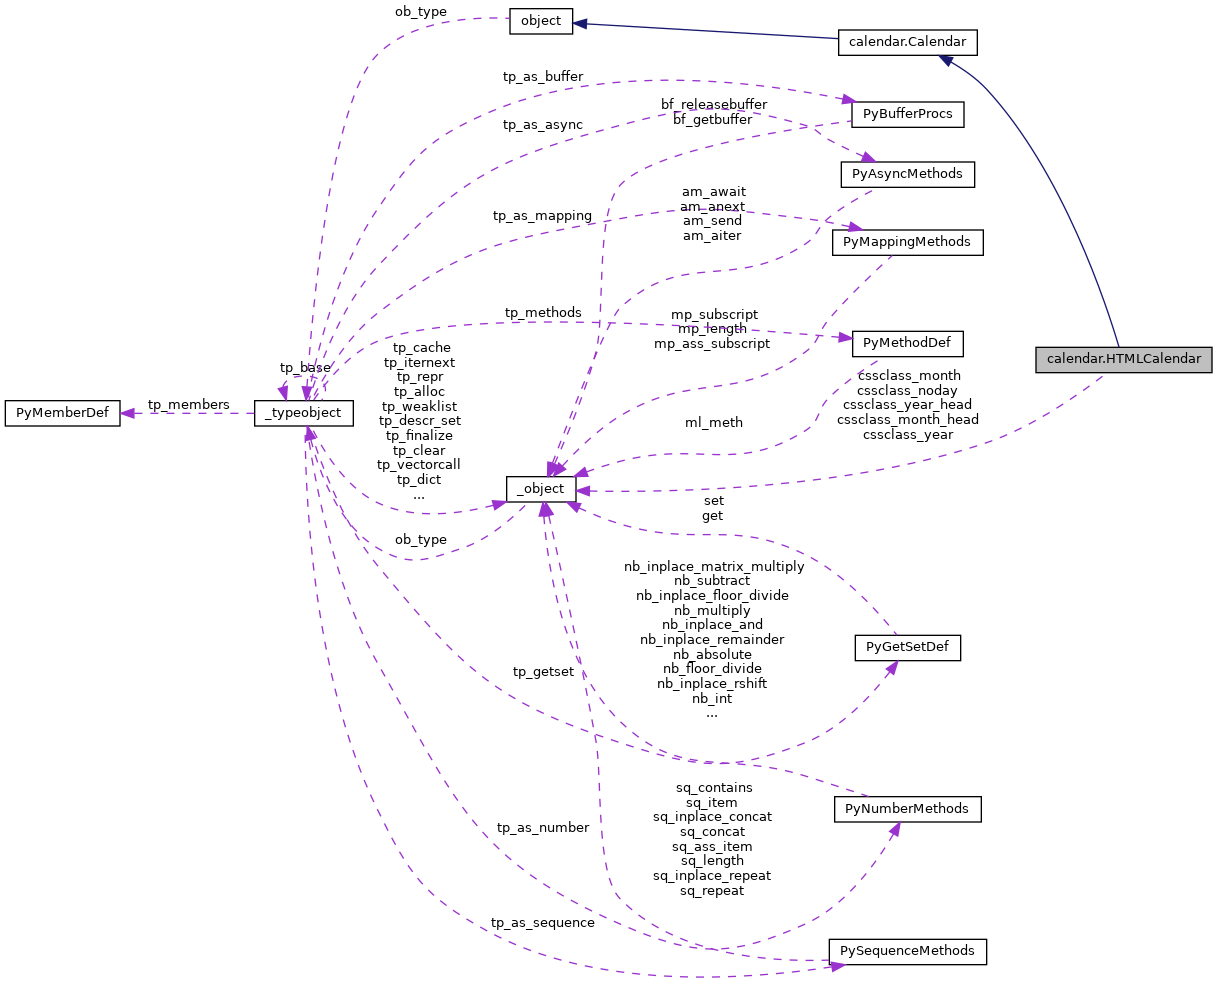 ob_type
object
calendar.Calendar
tp_as_buffer
bf_releasebuffer
bf_getbuffer
PyBufferProcs
tp_as_async
PyAsyncMethods
am_await
am_anext
am_send
am_aiter
tp_as_mapping
PyMappingMethods
tp_methods
mp_subscript
mp_length
mp_ass_subscript
PyMethodDef
calendar.HTMLCalendar
tp_base
tp_cache
tp_iternext
tp_repr
tp_alloc
tp_weaklist
tp_descr_set
tp_finalize
tp_clear
tp_vectorcall
tp_dict
...
cssclass_month
cssclass_noday
cssclass_year_head
cssclass_month_head
cssclass_year
PyMemberDef
tp_members
_typeobject
ml_meth
_object
set
get
ob_type
nb_inplace_matrix_multiply
nb_subtract
nb_inplace_floor_divide
nb_multiply
nb_inplace_and
nb_inplace_remainder
nb_absolute
nb_floor_divide
nb_inplace_rshift
nb_int
...
PyGetSetDef
tp_getset
sq_contains
sq_item
sq_inplace_concat
sq_concat
sq_ass_item
sq_length
sq_inplace_repeat
sq_repeat
PyNumberMethods
tp_as_number
tp_as_sequence
PySequenceMethods